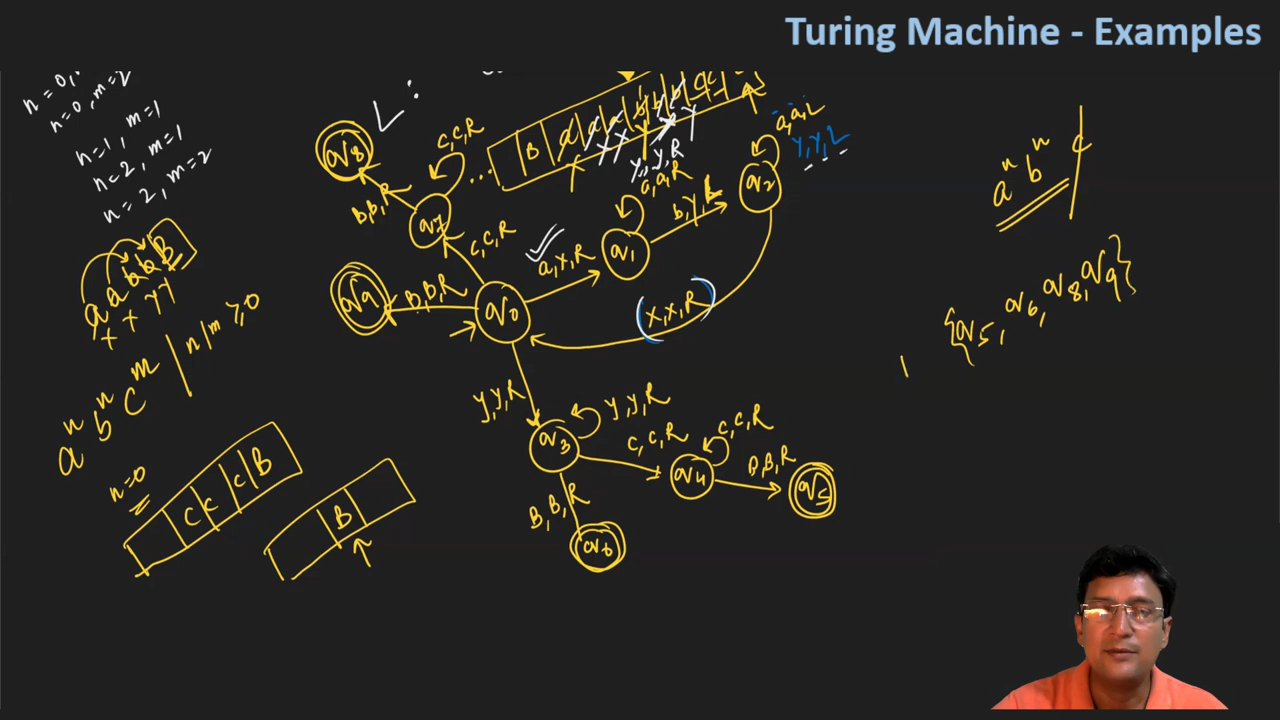 Turing Machine - Examples
n=0, m=2
n=1, m=1
n=2, m=1
n=2, m=2
L :
B a a a b b b
X X Y Y
q8
c,c,R
B,B,R
q7
c,c,R
q9
B,B,R
q0
a,x,R
y,y,R
a,a,R
q1
b,y,L
q2
a,a,L
y,y,L
x,x,R
a^n b^n c
{q5, q6, q8, q9}
a a b b B
x x y y
a^n b^n c^m | n,m ≥ 0
n=0
c c c B
B
y,y,R
q3
y,y,R
c,c,R
q4
c,c,R
B,B,R
q5
B,B,R
q6